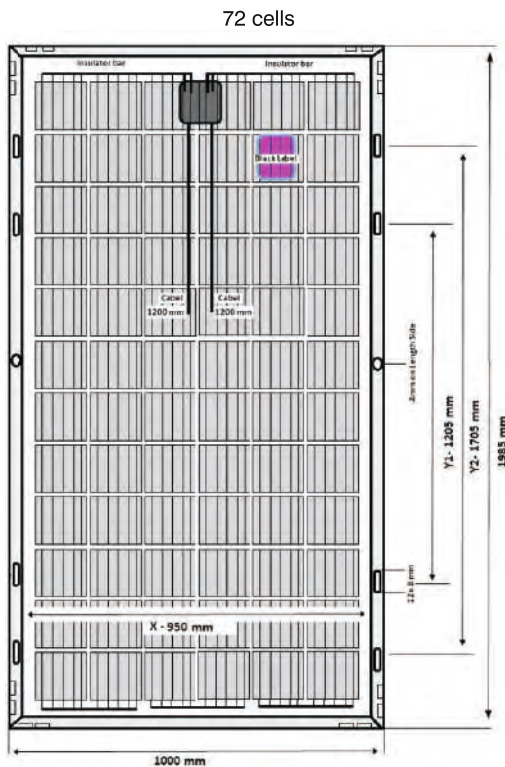 72 cells
Insulator bar
Insulator bar
Black Label
Cabel
1200 mm
Cabel
1200 mm
Y1- 1205 mm
Y2- 1705 mm
1985 mm
X - 950 mm
1000 mm